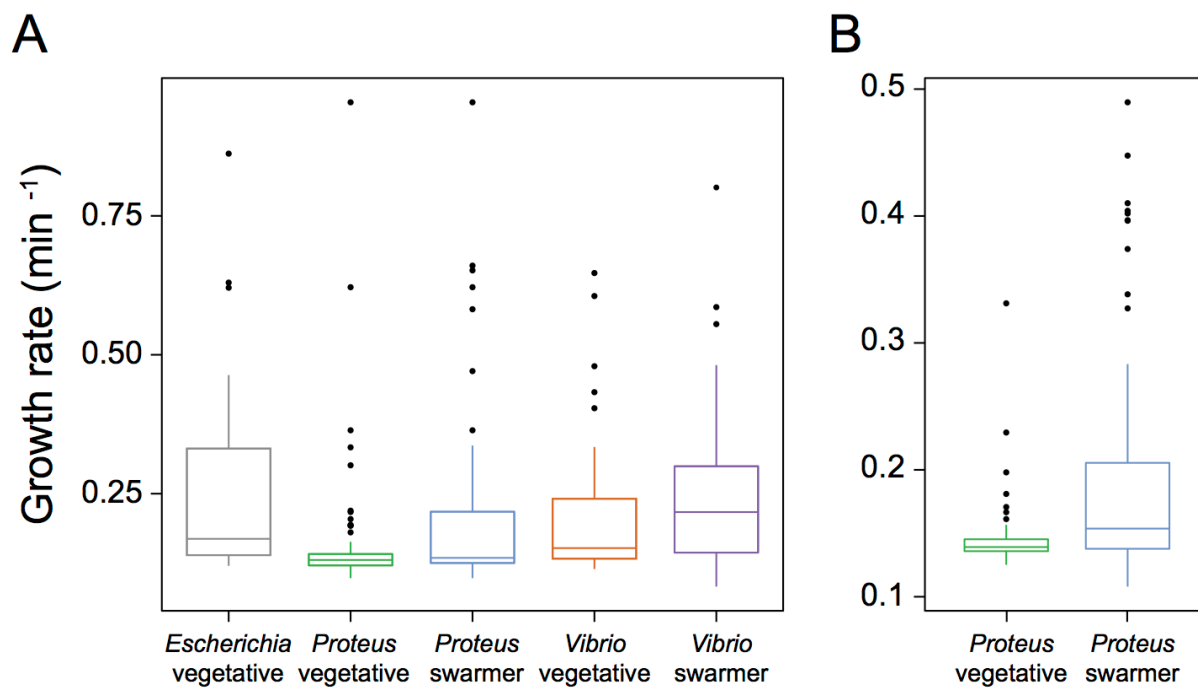 A
B
Growth rate (min -1)
0.75
0.50
0.25
Escherichia vegetative
Proteus vegetative
Proteus swarmer
Vibrio vegetative
Vibrio swarmer
0.5
0.4
0.3
0.2
0.1
Proteus vegetative
Proteus swarmer